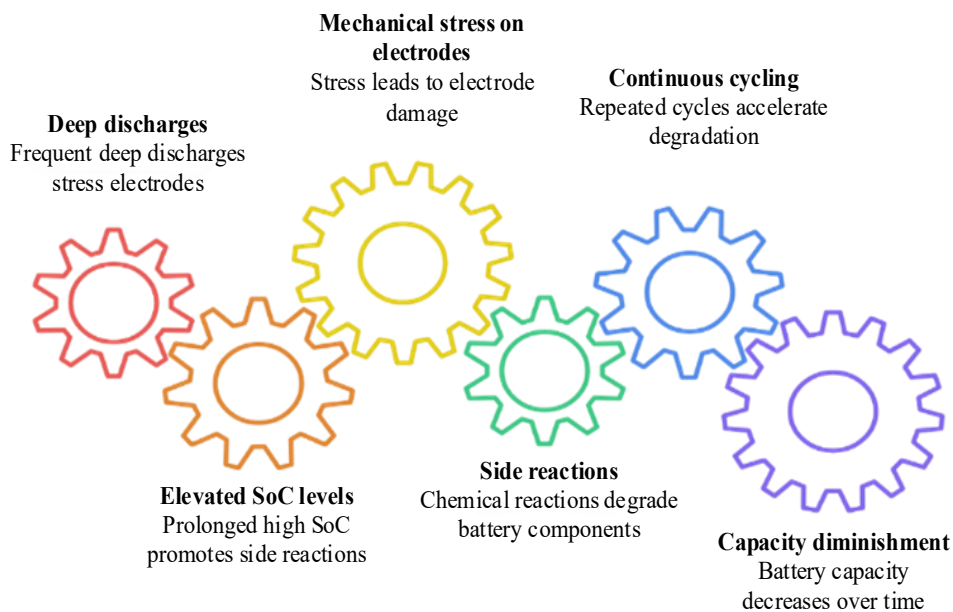 Mechanical stress on
electrodes
Stress leads to electrode
damage
Continuous cycling
Repeated cycles accelerate
degradation
Deep discharges
Frequent deep discharges
stress electrodes
Elevated SoC levels
Prolonged high SoC
promotes side reactions
Side reactions
Chemical reactions degrade
battery components
Capacity diminishment
Battery capacity
decreases over time